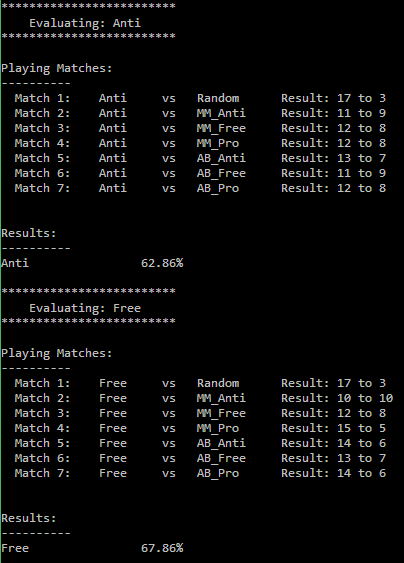 *************************
Evaluating: Anti
*************************
Playing Matches:
----------
Match 1: Anti vs Random Result: 17 to 3
Match 2: Anti vs MM_Anti Result: 11 to 9
Match 3: Anti vs MM_Free Result: 12 to 8
Match 4: Anti vs MM_Pro Result: 12 to 8
Match 5: Anti vs AB_Anti Result: 13 to 7
Match 6: Anti vs AB_Free Result: 11 to 9
Match 7: Anti vs AB_Pro Result: 12 to 8
Results:
----------
Anti 62.86%
*************************
Evaluating: Free
*************************
Playing Matches:
----------
Match 1: Free vs Random Result: 17 to 3
Match 2: Free vs MM_Anti Result: 10 to 10
Match 3: Free vs MM_Free Result: 12 to 8
Match 4: Free vs MM_Pro Result: 15 to 5
Match 5: Free vs AB_Anti Result: 14 to 6
Match 6: Free vs AB_Free Result: 13 to 7
Match 7: Free vs AB_Pro Result: 14 to 6
Results:
----------
Free 67.86%